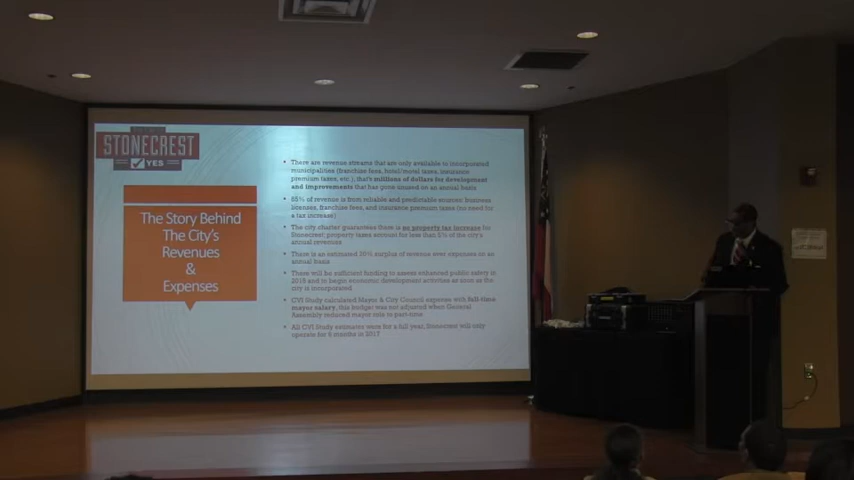 STONECREST
YES
The Story Behind
The City's
Revenues
&
Expenses
• There are revenue streams that are only available to incorporated
municipalities (franchise fees, hotel/motel taxes, insurance
premium taxes, etc.), that's millions of dollars for development
and improvements that has gone unused on an annual basis
• 85% of revenue is from reliable and predictable sources: business
licenses, franchise fees, and insurance premium taxes (no need for
a tax increase)
• The city charter guarantees there is no property tax increase for
Stonecrest; property taxes account for less than 5% of the city's
annual revenues
• There is an estimated 20% surplus of revenue over expenses on an
annual basis
• There will be sufficient funding to assess enhanced public safety in
2018 and to begin economic development activities as soon as the
city is incorporated
• CVI Study calculated Mayor & City Council expense with full-time
mayor salary, this budget was not adjusted when General
Assembly reduced mayor role to part-time
• All CVI Study estimates were for a full year, Stonecrest will only
operate for 6 months in 2017